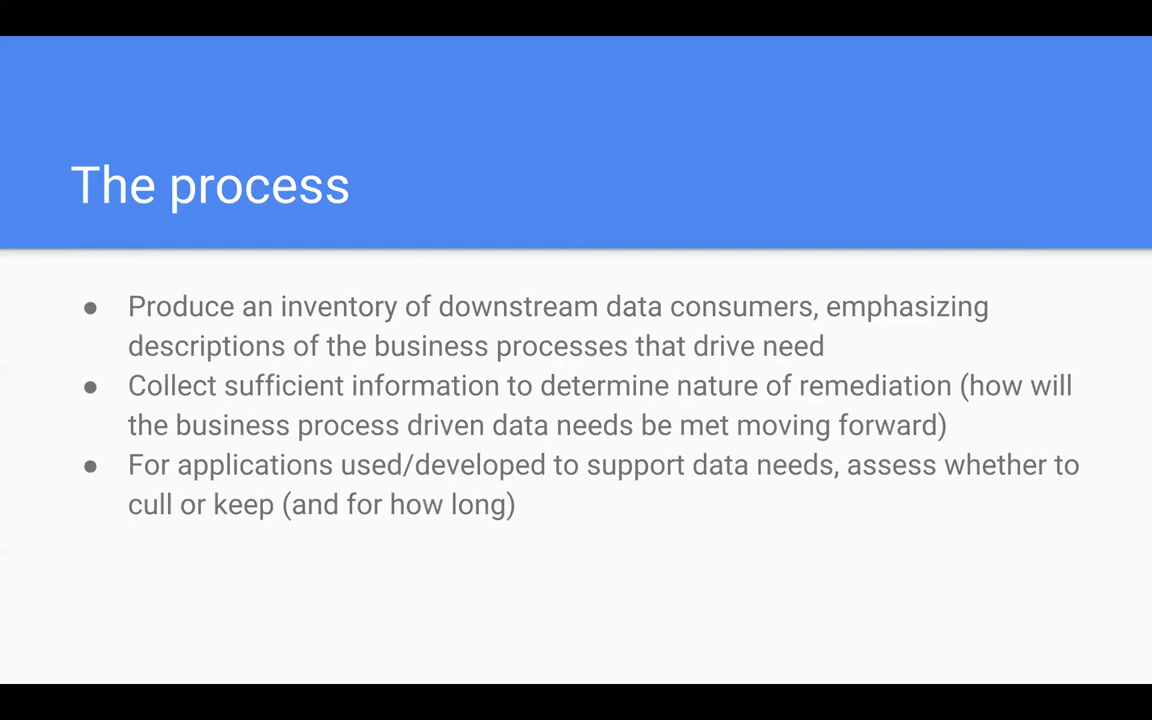 The process
● Produce an inventory of downstream data consumers, emphasizing
descriptions of the business processes that drive need
● Collect sufficient information to determine nature of remediation (how will
the business process driven data needs be met moving forward)
● For applications used/developed to support data needs, assess whether to
cull or keep (and for how long)